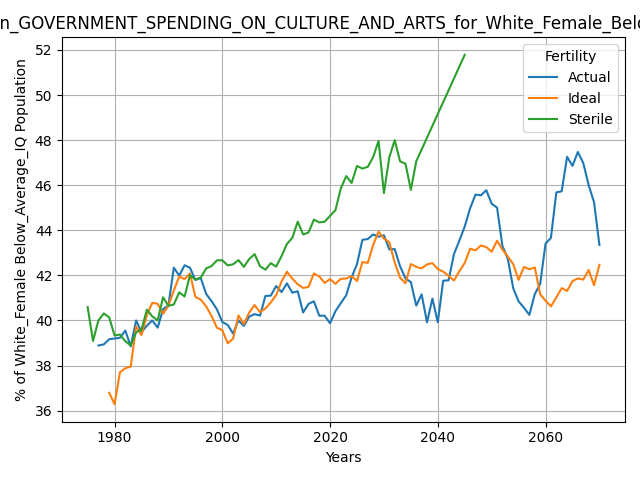 n_GOVERNMENT_SPENDING_ON_CULTURE_AND_ARTS_for_White_Female_Belo
% of White_Female Below_Average_IQ Population
52
50
48
46
44
42
40
38
36
Fertility
Actual
Ideal
Sterile
1980
2000
2020
2040
2060
Years